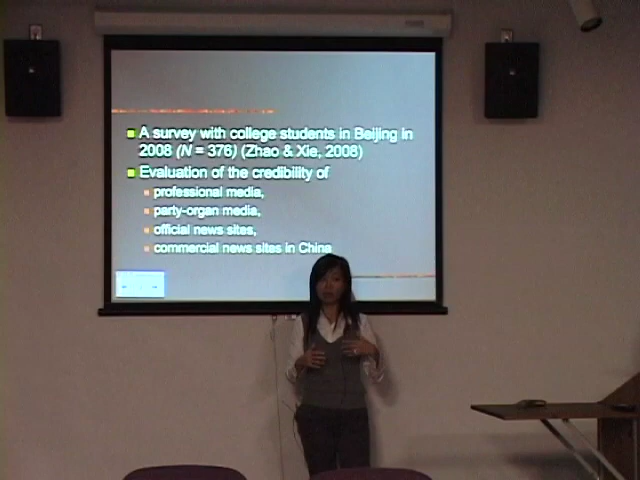 A survey with college students in Beijing in
2008 (N = 376) (Zhao & Xie, 2008)
Evaluation of the credibility of
professional media,
party-organ media,
official news sites,
commercial news sites in China